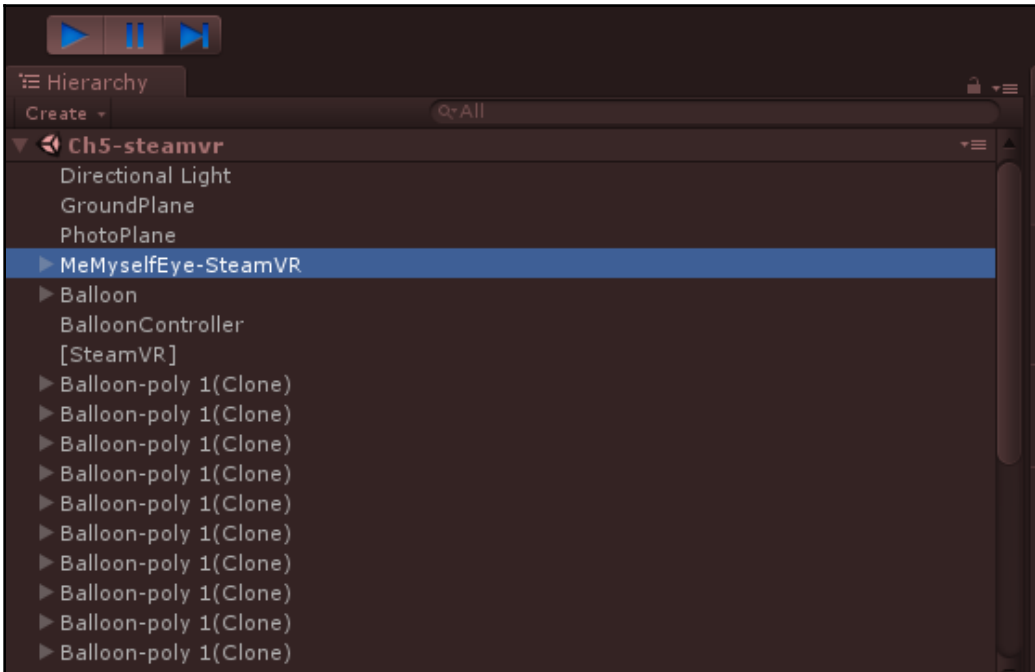 Hierarchy
Create All
Ch5-steamvr
Directional Light
GroundPlane
PhotoPlane
MeMyselfEye-SteamVR
Balloon
BalloonController
[SteamVR]
Balloon-poly 1(Clone)
Balloon-poly 1(Clone)
Balloon-poly 1(Clone)
Balloon-poly 1(Clone)
Balloon-poly 1(Clone)
Balloon-poly 1(Clone)
Balloon-poly 1(Clone)
Balloon-poly 1(Clone)
Balloon-poly 1(Clone)
Balloon-poly 1(Clone)